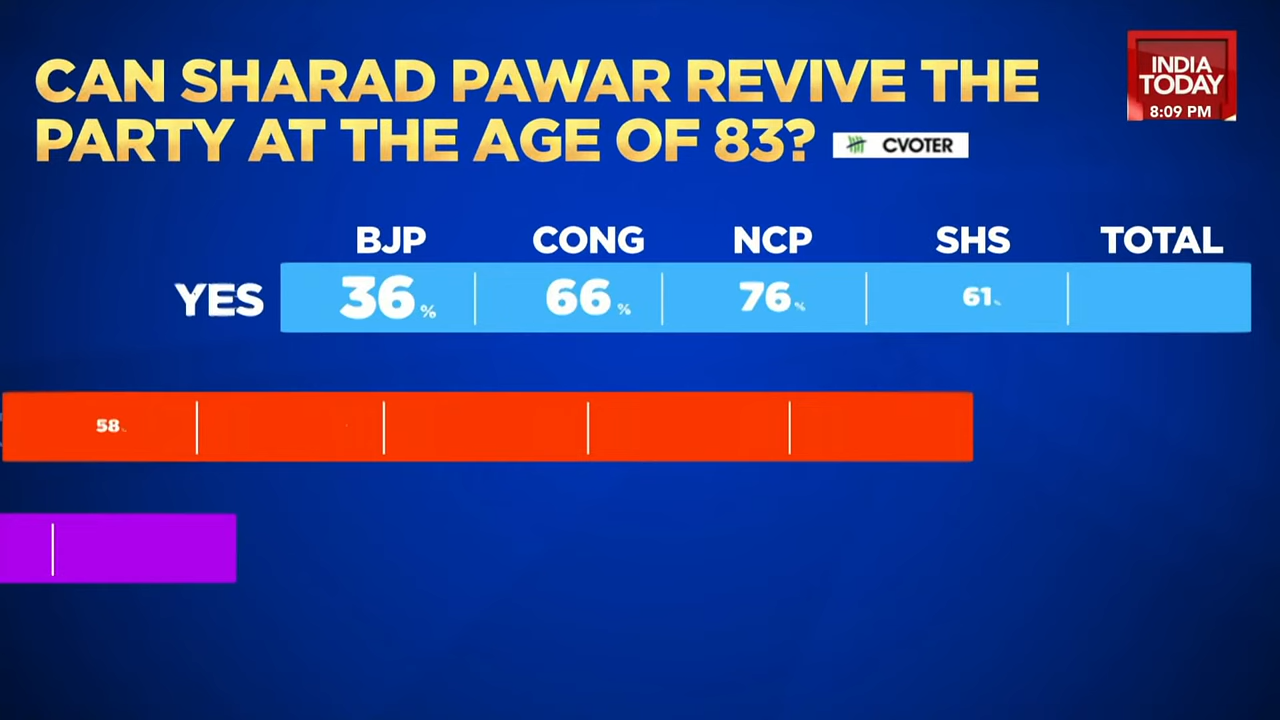 CAN SHARAD PAWAR REVIVE THE
PARTY AT THE AGE OF 83?
CVOTER
INDIA
TODAY
8:09 PM
BJP CONG NCP SHS TOTAL
YES 36% 66% 76% 61%
58%